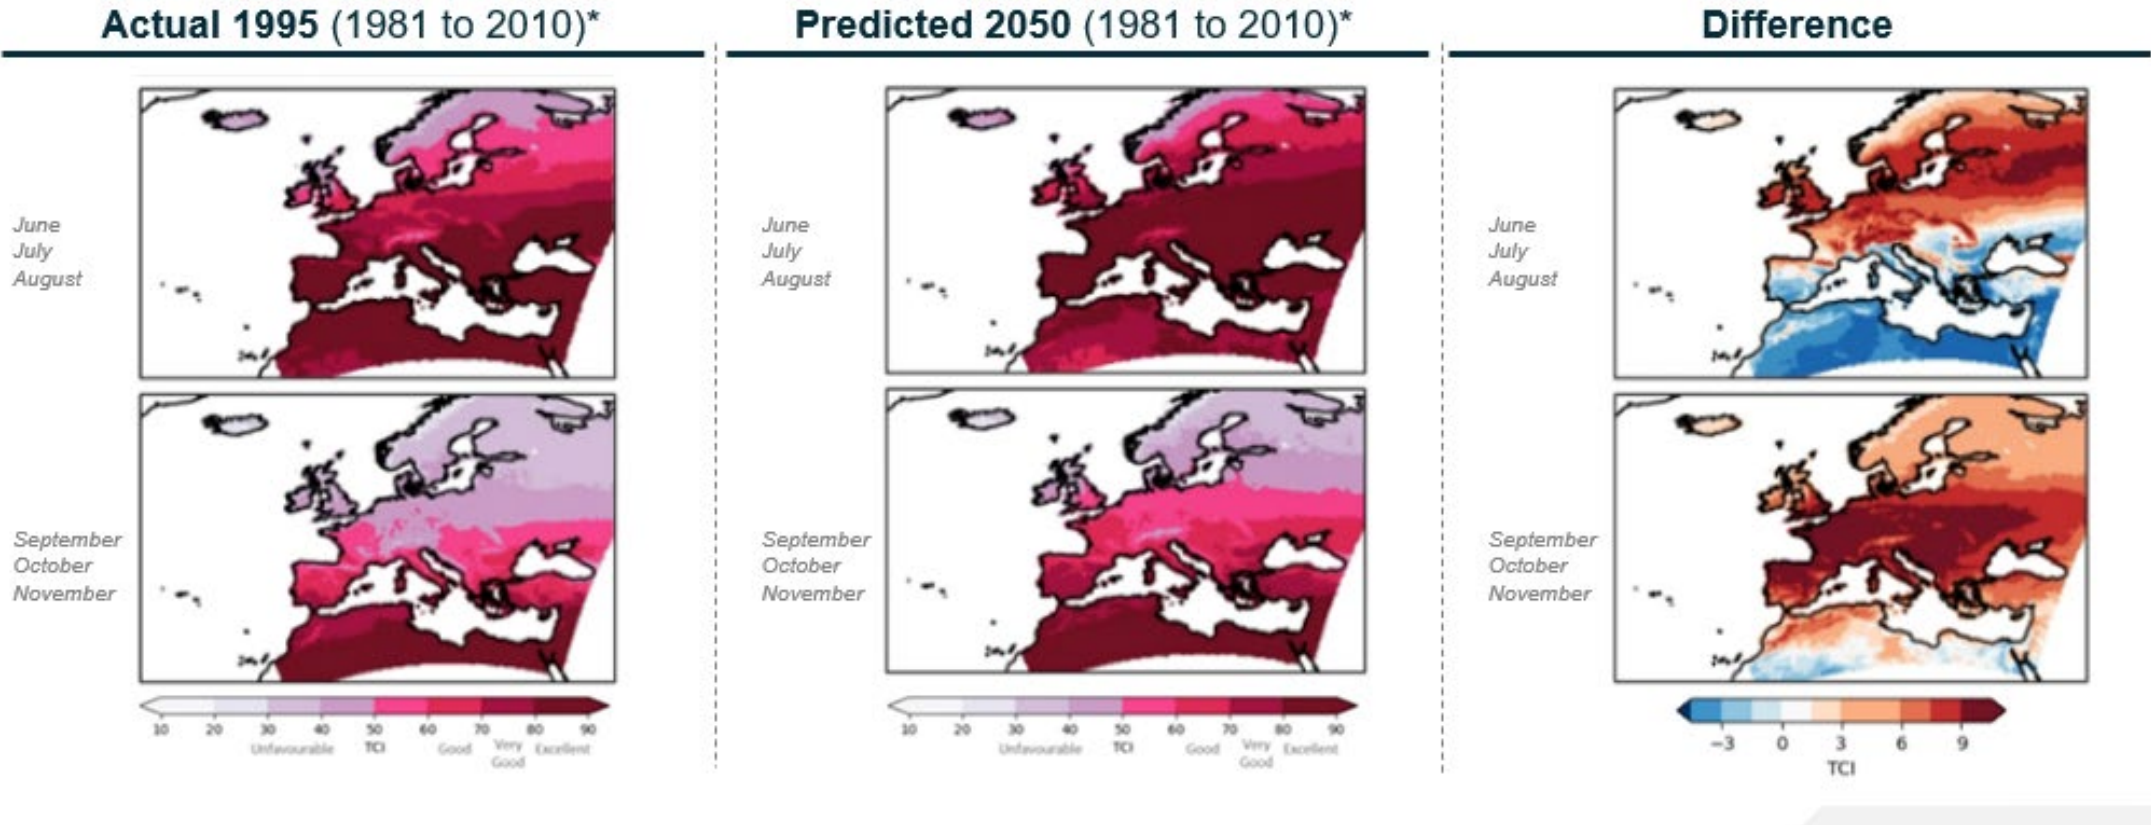 Actual 1995 (1981 to 2010)*
Predicted 2050 (1981 to 2010)*
Difference
June
July
August
June
July
August
June
July
August
September
October
November
September
October
November
September
October
November
10 20 30 40 50 60 70 80 90
Unfavourable TCI Good Very Good Excellent
10 20 30 40 50 60 70 80 90
Unfavourable TCI Good Very Good Excellent
−3 0 3 6 9
TCI